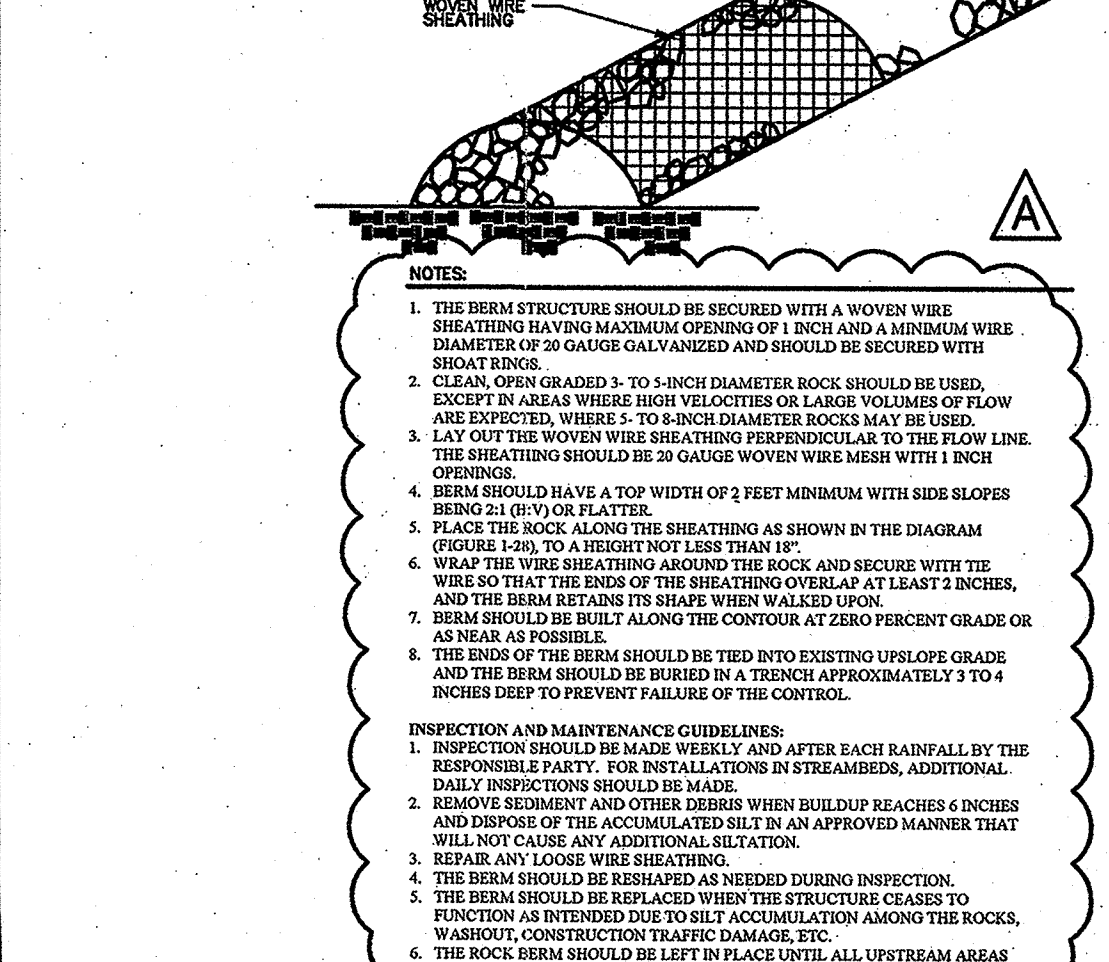 WOVEN WIRE
SHEATHING
A
NOTES:
1. THE BERM STRUCTURE SHOULD BE SECURED WITH A WOVEN WIRE
SHEATHING HAVING MAXIMUM OPENING OF 1 INCH AND A MINIMUM WIRE
DIAMETER OF 20 GAUGE GALVANIZED AND SHOULD BE SECURED WITH
SHOAT RINGS.
2. CLEAN, OPEN GRADED 3- TO 5-INCH DIAMETER ROCK SHOULD BE USED,
EXCEPT IN AREAS WHERE HIGH VELOCITIES OR LARGE VOLUMES OF FLOW
ARE EXPECTED, WHERE 5- TO 8-INCH DIAMETER ROCKS MAY BE USED.
3. LAY OUT THE WOVEN WIRE SHEATHING PERPENDICULAR TO THE FLOW LINE.
THE SHEATHING SHOULD BE 20 GAUGE WOVEN WIRE MESH WITH 1 INCH
OPENINGS.
4. BERM SHOULD HAVE A TOP WIDTH OF 2 FEET MINIMUM WITH SIDE SLOPES
BEING 2:1 (H:V) OR FLATTER.
5. PLACE THE ROCK ALONG THE SHEATHING AS SHOWN IN THE DIAGRAM
(FIGURE 1-28), TO A HEIGHT NOT LESS THAN 18".
6. WRAP THE WIRE SHEATHING AROUND THE ROCK AND SECURE WITH TIE
WIRE SO THAT THE ENDS OF THE SHEATHING OVERLAP AT LEAST 2 INCHES,
AND THE BERM RETAINS ITS SHAPE WHEN WALKED UPON.
7. BERM SHOULD BE BUILT ALONG THE CONTOUR AT ZERO PERCENT GRADE OR
AS NEAR AS POSSIBLE.
8. THE ENDS OF THE BERM SHOULD BE TIED INTO EXISTING UPSLOPE GRADE
AND THE BERM SHOULD BE BURIED IN A TRENCH APPROXIMATELY 3 TO 4
INCHES DEEP TO PREVENT FAILURE OF THE CONTROL.
INSPECTION AND MAINTENANCE GUIDELINES:
1. INSPECTION SHOULD BE MADE WEEKLY AND AFTER EACH RAINFALL BY THE
RESPONSIBLE PARTY. FOR INSTALLATIONS IN STREAMBEDS, ADDITIONAL
DAILY INSPECTIONS SHOULD BE MADE.
2. REMOVE SEDIMENT AND OTHER DEBRIS WHEN BUILDUP REACHES 6 INCHES
AND DISPOSE OF THE ACCUMULATED SILT IN AN APPROVED MANNER THAT
WILL NOT CAUSE ANY ADDITIONAL SILTATION.
3. REPAIR ANY LOOSE WIRE SHEATHING.
4. THE BERM SHOULD BE RESHAPED AS NEEDED DURING INSPECTION.
5. THE BERM SHOULD BE REPLACED WHEN THE STRUCTURE CEASES TO
FUNCTION AS INTENDED DUE TO SILT ACCUMULATION AMONG THE ROCKS,
WASHOUT, CONSTRUCTION TRAFFIC DAMAGE, ETC.
6. THE ROCK BERM SHOULD BE LEFT IN PLACE UNTIL ALL UPSTREAM AREAS